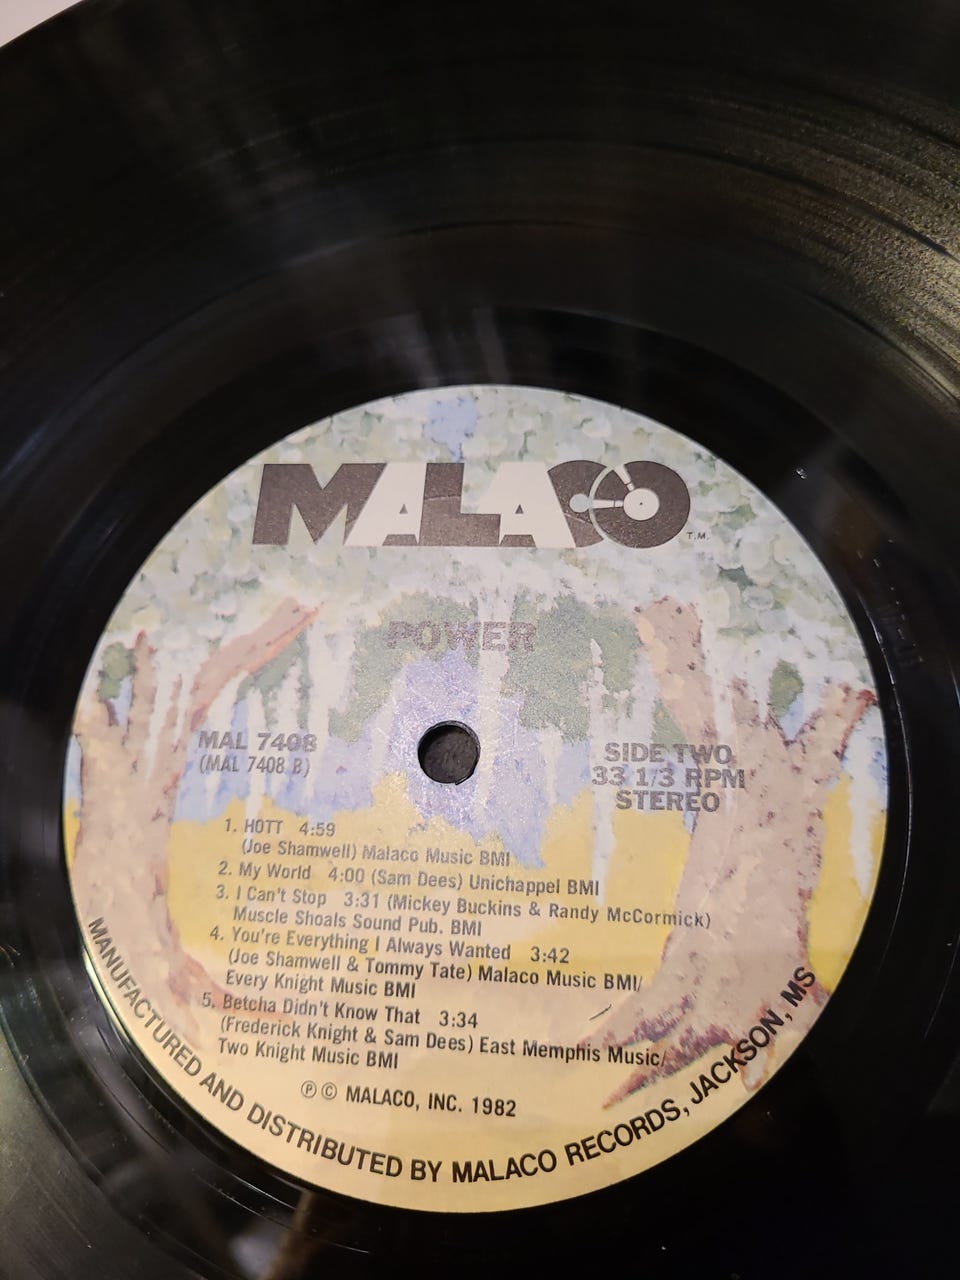 MALACO T.M.
POWER
MAL 7408
(MAL 7408 B)
SIDE TWO
33 1/3 RPM
STEREO
1. HOTT 4:59
(Joe Shamwell) Malaco Music BMI
2. My World 4:00 (Sam Dees) Unichappel BMI
3. I Can't Stop 3:31 (Mickey Buckins & Randy McCormick)
Muscle Shoals Sound Pub. BMI
4. You're Everything I Always Wanted 3:42
(Joe Shamwell & Tommy Tate) Malaco Music BMI/
Every Knight Music BMI
5. Betcha Didn't Know That 3:34
(Frederick Knight & Sam Dees) East Memphis Music/
Two Knight Music BMI
℗ © MALACO, INC. 1982
MANUFACTURED AND DISTRIBUTED BY MALACO RECORDS, JACKSON, MS